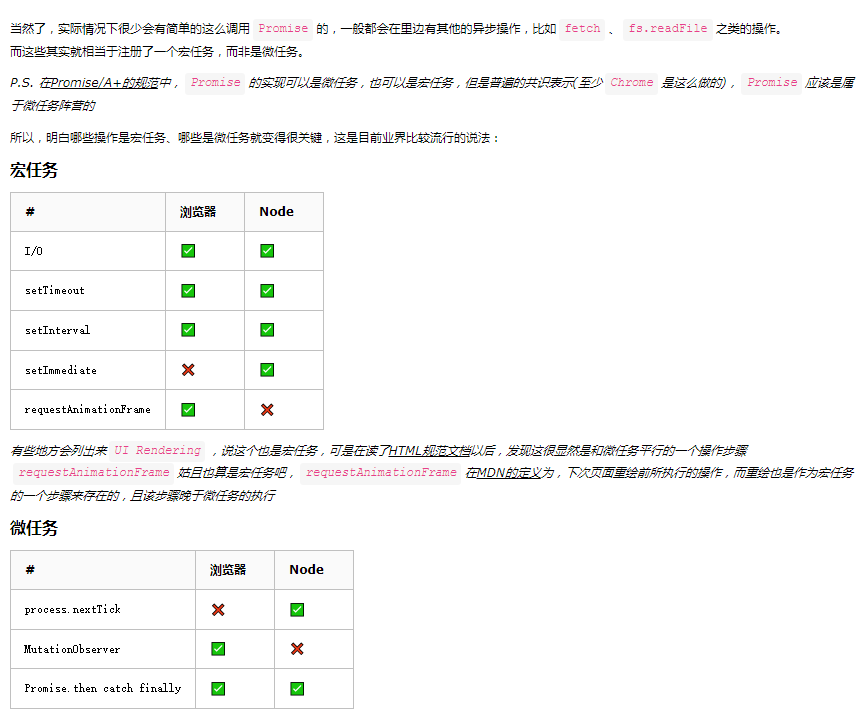 当然了，实际情况下很少会有简单的这么调用 Promise 的，一般都会在里边有其他的异步操作，比如 fetch 、 fs.readFile 之类的操作。
而这些其实就相当于注册了一个宏任务，而非是微任务。
P.S. 在Promise/A+的规范中， Promise 的实现可以是微任务，也可以是宏任务，但是普遍的共识表示(至少 Chrome 是这么做的)， Promise 应该是属
于微任务阵营的
所以，明白哪些操作是宏任务、哪些是微任务就变得很关键，这是目前业界比较流行的说法：
宏任务
# 浏览器 Node
I/O ✅ ✅
setTimeout ✅ ✅
setInterval ✅ ✅
setImmediate ❌ ✅
requestAnimationFrame ✅ ❌
有些地方会列出来 UI Rendering ，说这个也是宏任务，可是在读了HTML规范文档以后，发现这很显然是和微任务平行的一个操作步骤
requestAnimationFrame 姑且也算是宏任务吧， requestAnimationFrame 在MDN的定义为，下次页面重绘前所执行的操作，而重绘也是作为宏任务
的一个步骤来存在的，且该步骤晚于微任务的执行
微任务
# 浏览器 Node
process.nextTick ❌ ✅
MutationObserver ✅ ❌
Promise.then catch finally ✅ ✅